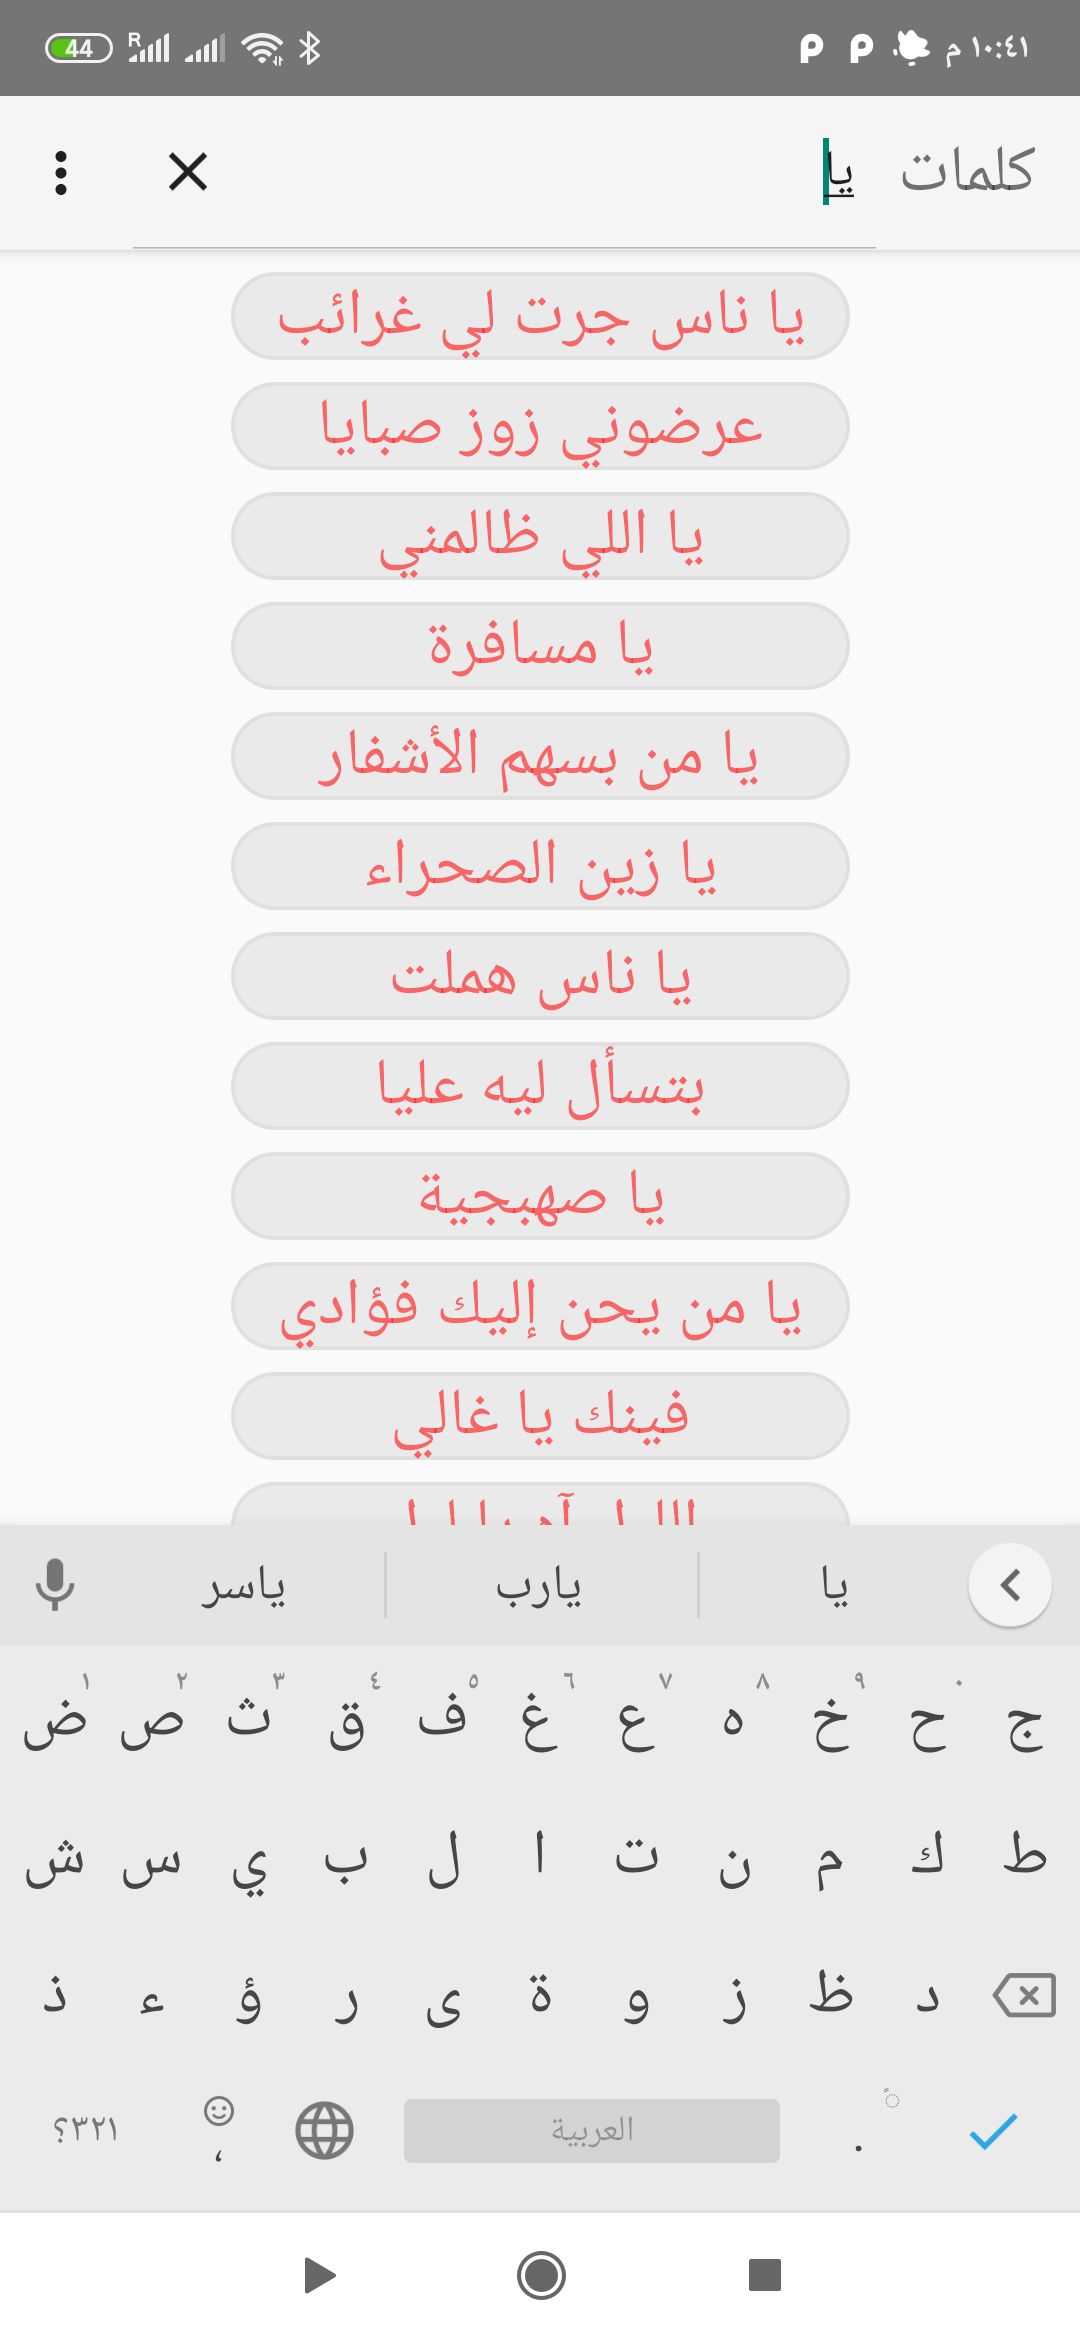 44 R ١٠:٤١ م
كلمات يا
يا ناس جرت لي غرائب
عرضوني زوز صبايا
يا اللي ظالمني
يا مسافرة
يا من بسهم الأشفار
يا زين الصحراء
يا ناس هملت
بتسأل ليه عليا
يا صهبجية
يا من يحن إليك فؤادي
فينك يا غالي
يا يارب ياسر
١ ٢ ٣ ٤ ٥ ٦ ٧ ٨ ٩ ٠
ض ص ث ق ف غ ع ه خ ح ج
ش س ي ب ل ا ت ن م ك ط
ذ ء ؤ ر ى ة و ز ظ د
٣٢١؟ ، العربية .